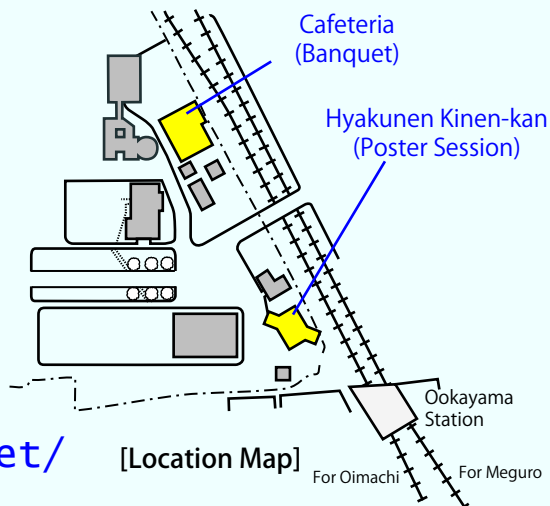 Cafeteria
(Banquet)
Hyakunen Kinen-kan
(Poster Session)
Ookayama
Station
et/
[Location Map]
For Oimachi
For Meguro